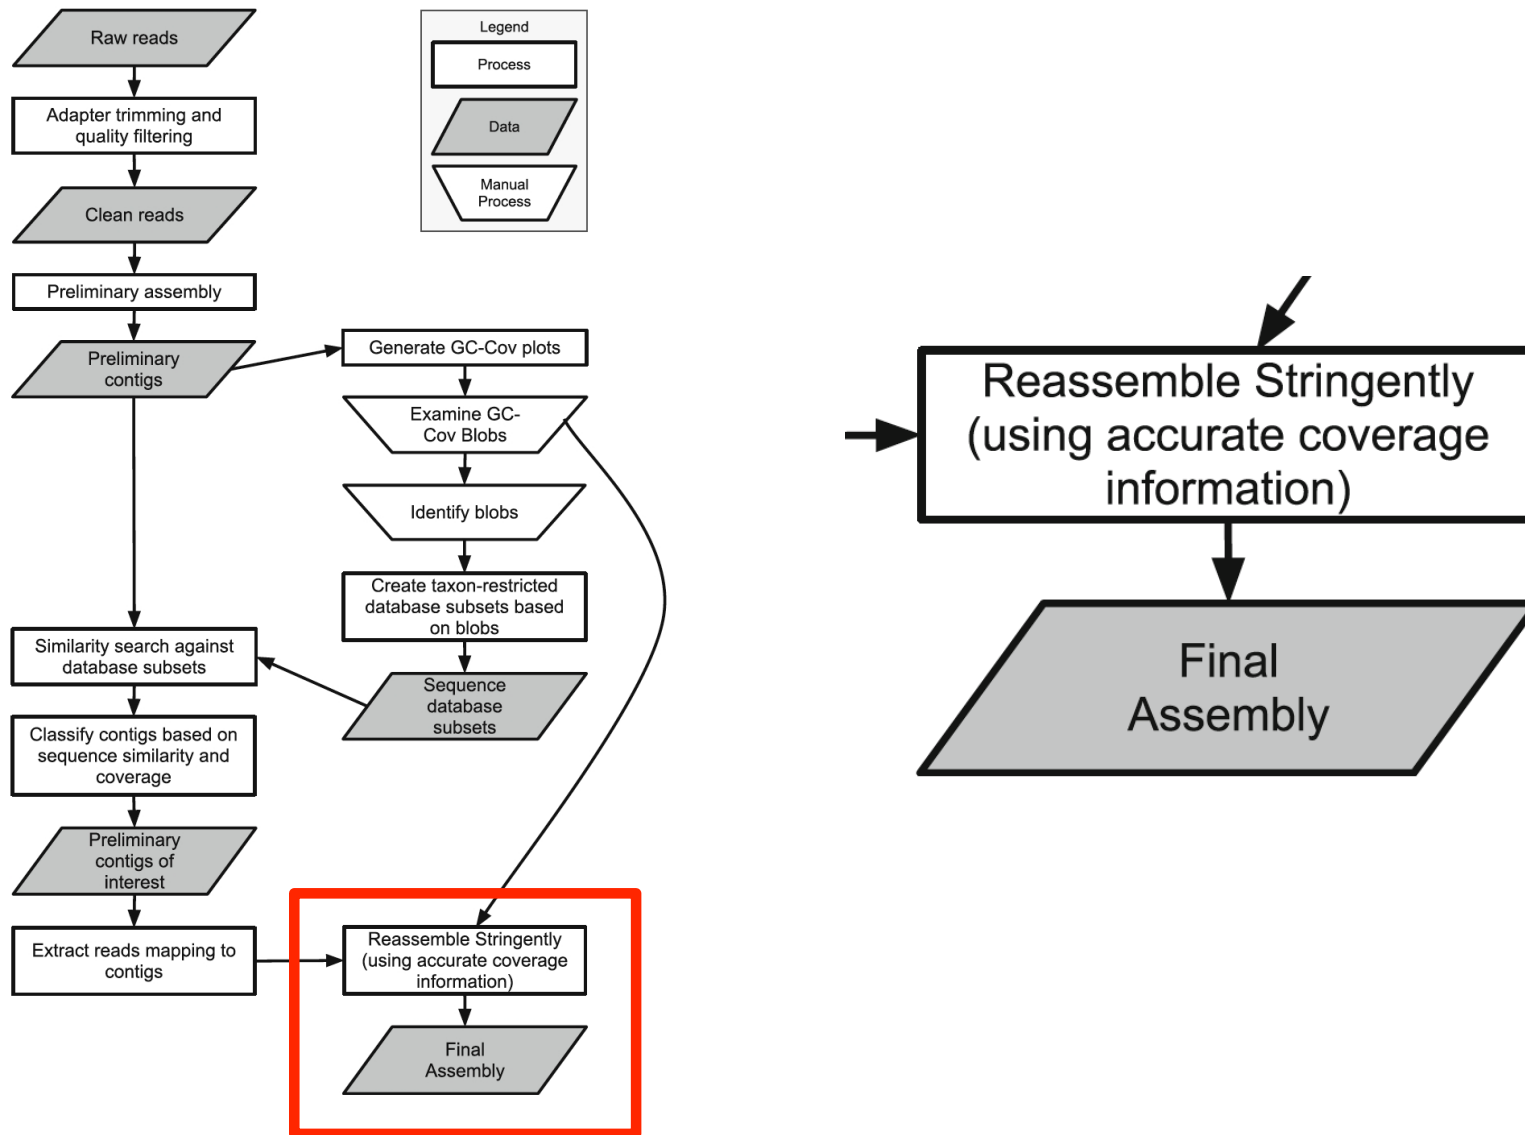 Raw reads
Adapter trimming and
quality filtering
Clean reads
Preliminary assembly
Preliminary
contigs
Similarity search against
database subsets
Classify contigs based on
sequence similarity and
coverage
Preliminary
contigs of
interest
Extract reads mapping to
contigs
Legend
Process
Data
Manual
Process
Generate GC-Cov plots
Examine GC-
Cov Blobs
Identify blobs
Create taxon-restricted
database subsets based
on blobs
Sequence
database
subsets
Reassemble Stringently
(using accurate coverage
information)
Final
Assembly
Reassemble Stringently
(using accurate coverage
information)
Final
Assembly